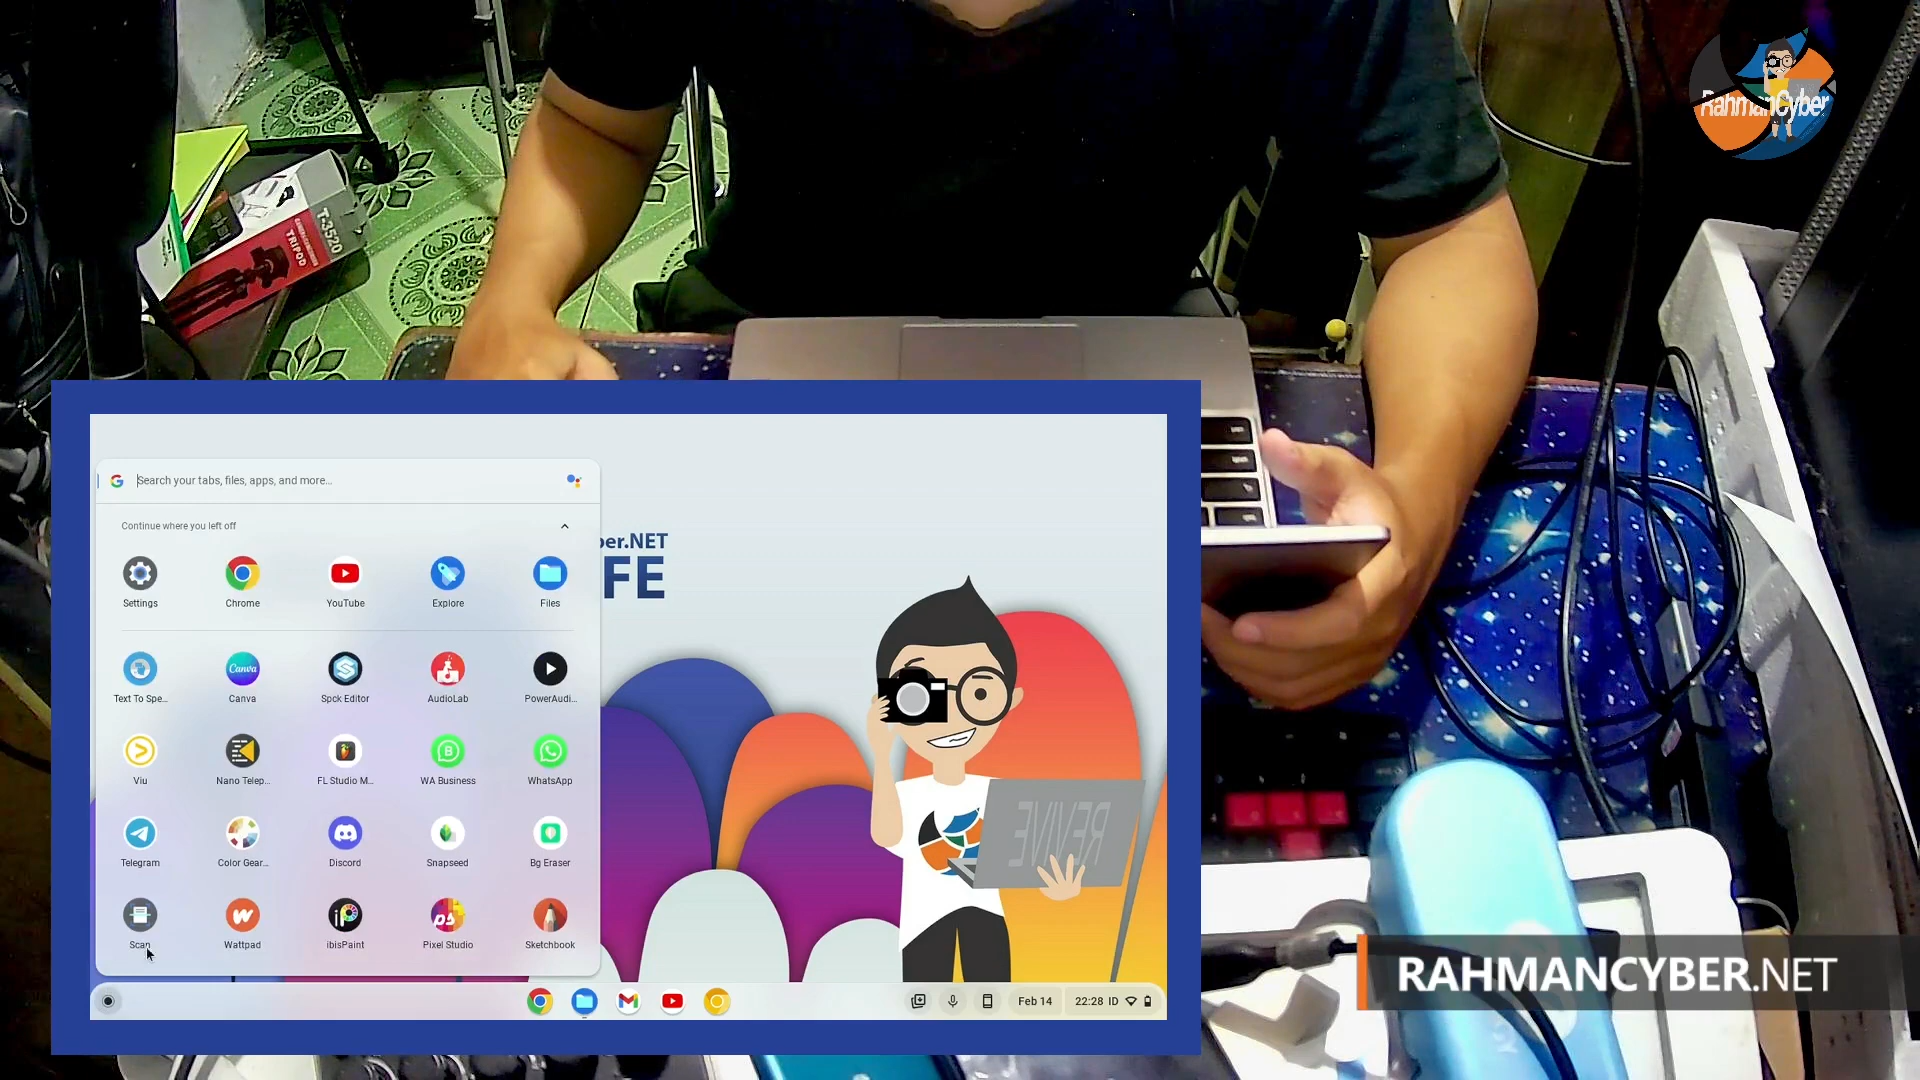 RahmanCyber
T-3520
TRIPOD
Search your tabs, files, apps, and more...
Continue where you left off
ber.NET
FE
Settings
Chrome
YouTube
Explore
Files
Text To Spe...
Canva
Spck Editor
AudioLab
PowerAudi...
Viu
Nano Telep...
FL Studio M...
WA Business
WhatsApp
Telegram
Color Gear...
Discord
Snapseed
Bg Eraser
Scan
Wattpad
ibisPaint
Pixel Studio
Sketchbook
REVIVE
Feb 14
22:28 ID
RAHMANCYBER.NET